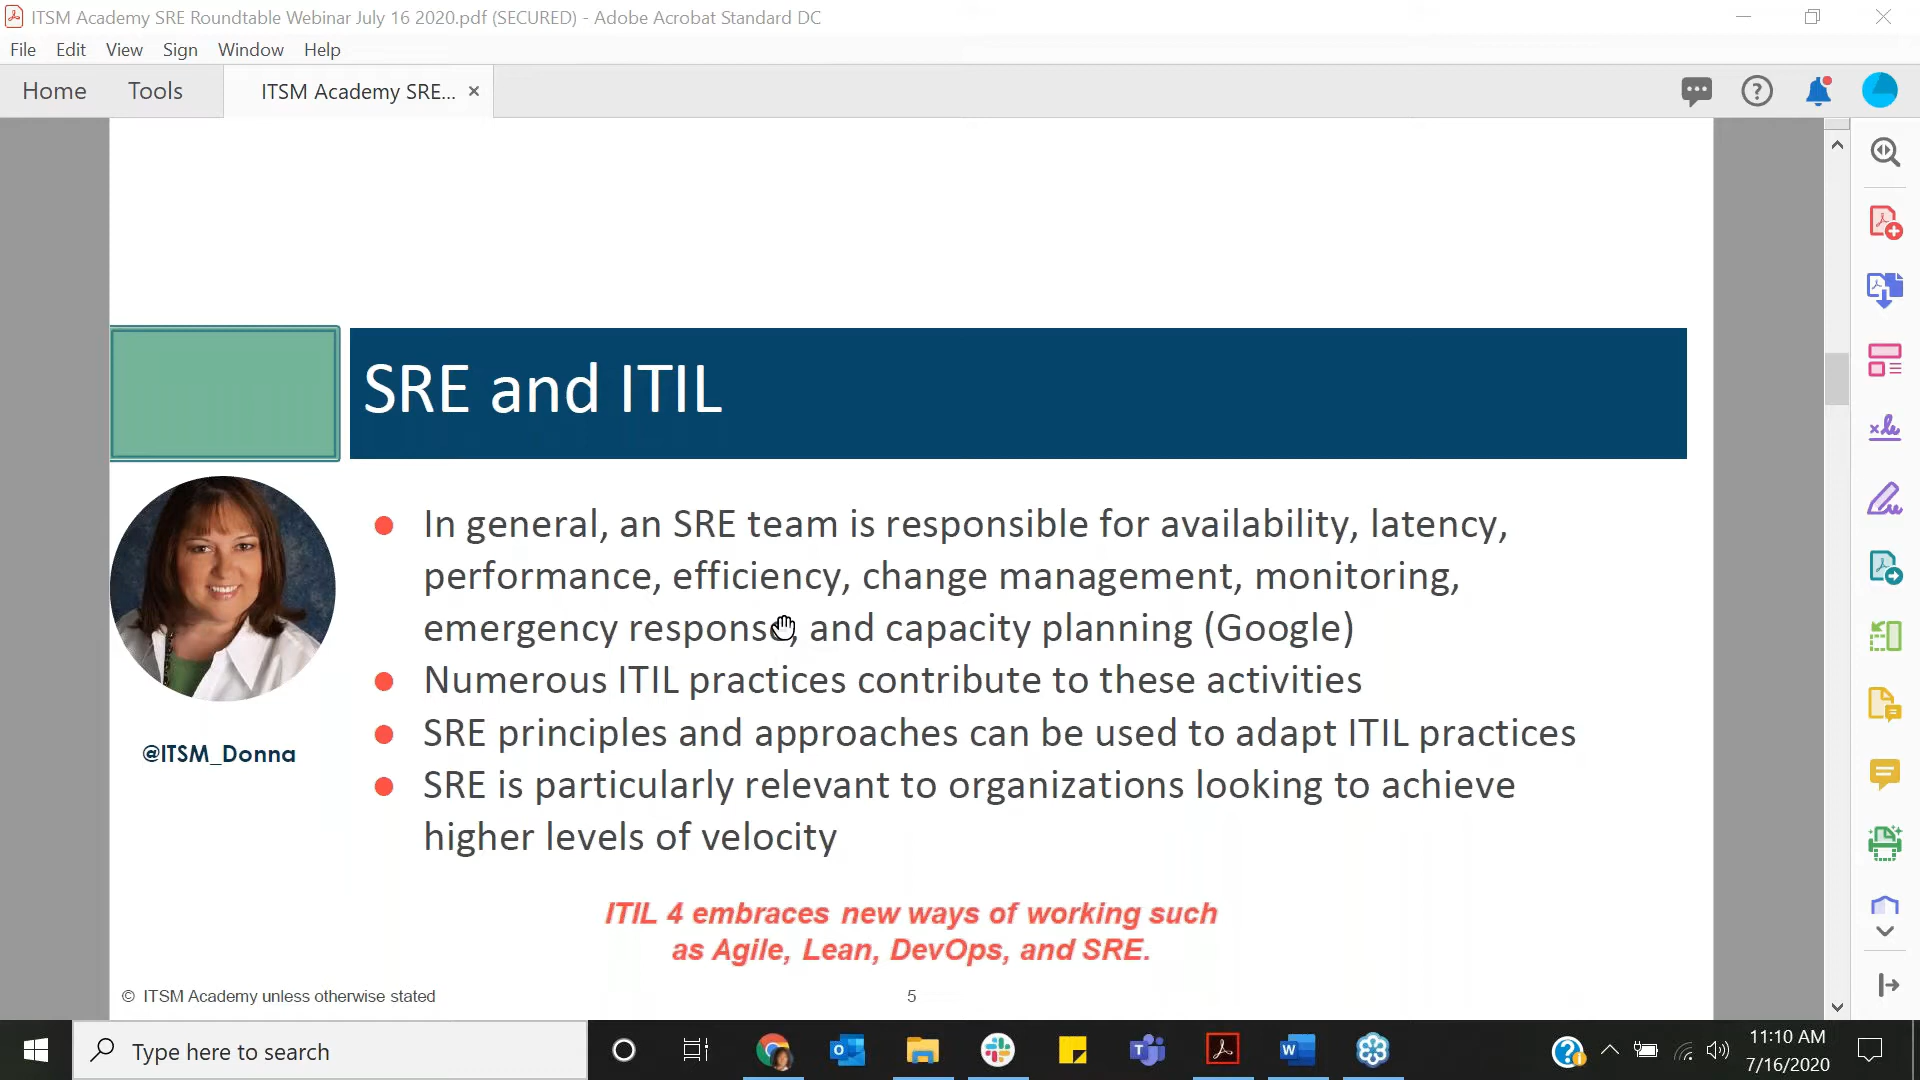 ITSM Academy SRE Roundtable Webinar July 16 2020.pdf (SECURED) - Adobe Acrobat Standard DC
File Edit View Sign Window Help
Home Tools ITSM Academy SRE... ×
SRE and ITIL
In general, an SRE team is responsible for availability, latency,
performance, efficiency, change management, monitoring,
emergency response, and capacity planning (Google)
Numerous ITIL practices contribute to these activities
SRE principles and approaches can be used to adapt ITIL practices
SRE is particularly relevant to organizations looking to achieve
higher levels of velocity
@ITSM_Donna
ITIL 4 embraces new ways of working such
as Agile, Lean, DevOps, and SRE.
© ITSM Academy unless otherwise stated
5
Type here to search
11:10 AM
7/16/2020